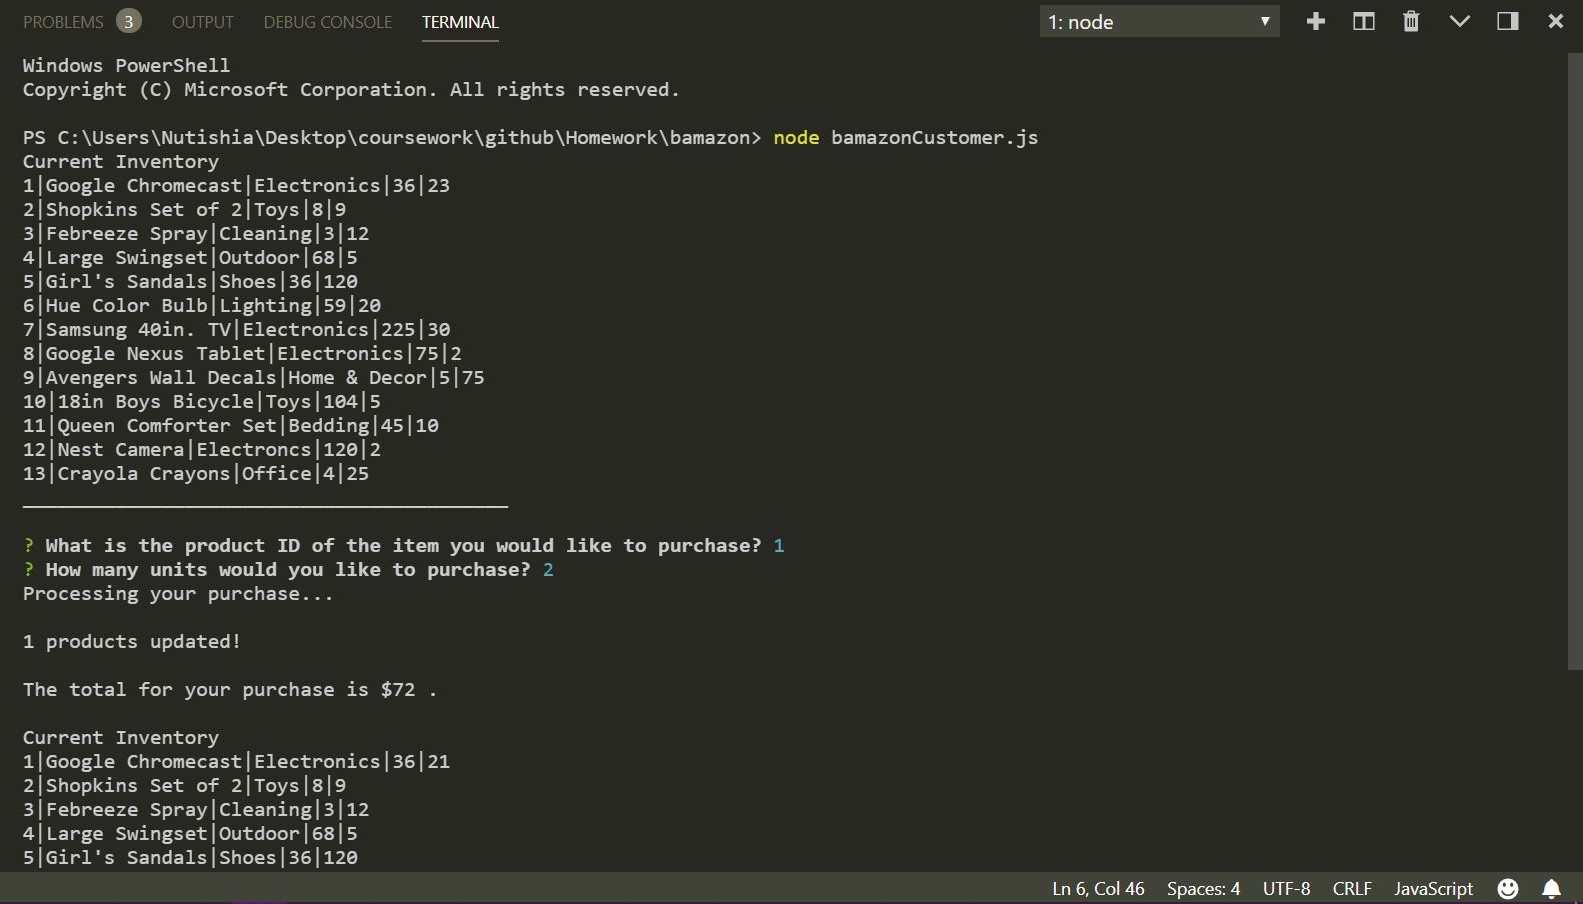 PROBLEMS 3 OUTPUT DEBUG CONSOLE TERMINAL 1: node
Windows PowerShell
Copyright (C) Microsoft Corporation. All rights reserved.
PS C:\Users\Nutishia\Desktop\coursework\github\Homework\bamazon> node bamazonCustomer.js
Current Inventory
1|Google Chromecast|Electronics|36|23
2|Shopkins Set of 2|Toys|8|9
3|Febreeze Spray|Cleaning|3|12
4|Large Swingset|Outdoor|68|5
5|Girl's Sandals|Shoes|36|120
6|Hue Color Bulb|Lighting|59|20
7|Samsung 40in. TV|Electronics|225|30
8|Google Nexus Tablet|Electronics|75|2
9|Avengers Wall Decals|Home & Decor|5|75
10|18in Boys Bicycle|Toys|104|5
11|Queen Comforter Set|Bedding|45|10
12|Nest Camera|Electroncs|120|2
13|Crayola Crayons|Office|4|25
__________________________________________
? What is the product ID of the item you would like to purchase? 1
? How many units would you like to purchase? 2
Processing your purchase...
1 products updated!
The total for your purchase is $72 .
Current Inventory
1|Google Chromecast|Electronics|36|21
2|Shopkins Set of 2|Toys|8|9
3|Febreeze Spray|Cleaning|3|12
4|Large Swingset|Outdoor|68|5
5|Girl's Sandals|Shoes|36|120
Ln 6, Col 46 Spaces: 4 UTF-8 CRLF JavaScript